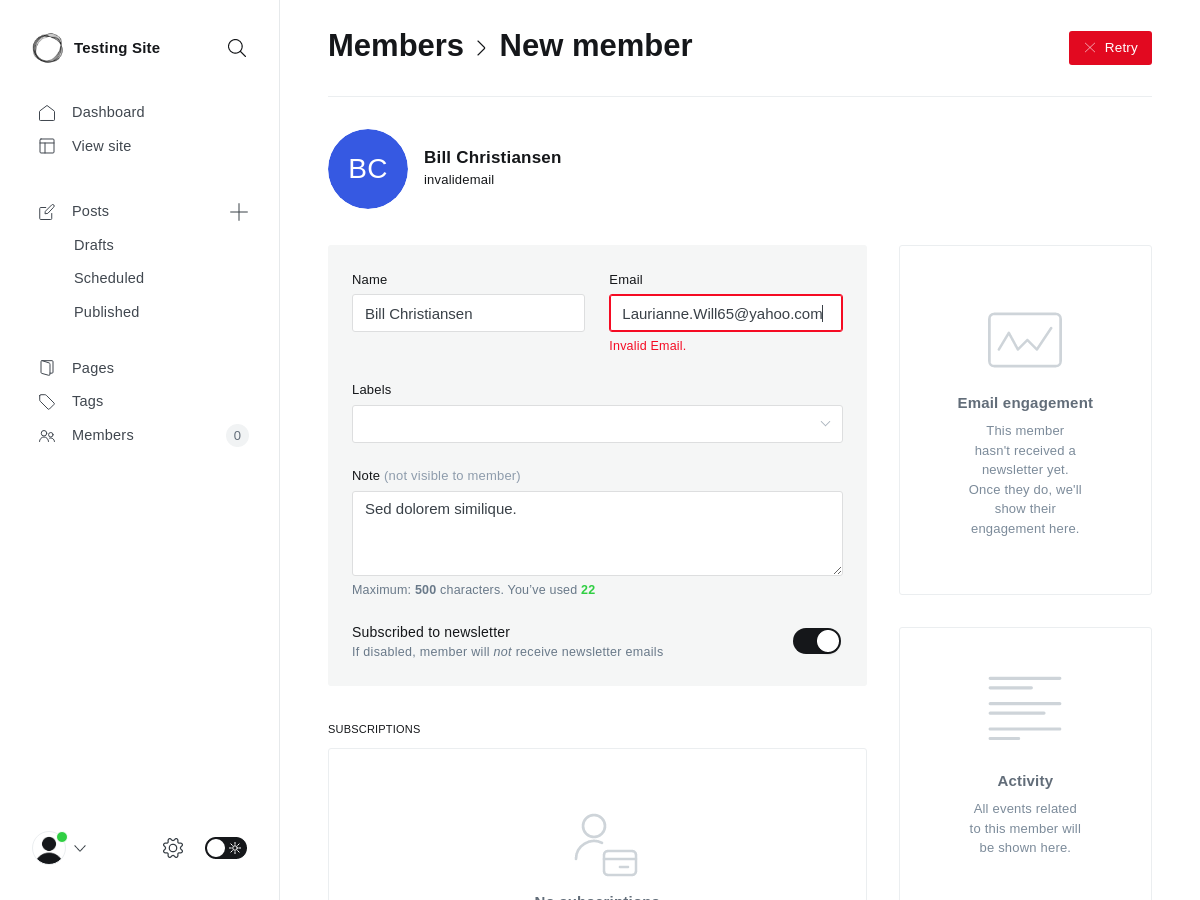 Testing Site
Dashboard
View site
Posts
Drafts
Scheduled
Published
Pages
Tags
Members
0
Members > New member
Retry
BC
Bill Christiansen
invalidemail
Name
Bill Christiansen
Email
Laurianne.Will65@yahoo.com
Invalid Email.
Labels
Note (not visible to member)
Sed dolorem similique.
Maximum: 500 characters. You've used 22
Subscribed to newsletter
If disabled, member will not receive newsletter emails
SUBSCRIPTIONS
No subscriptions
Email engagement
This member
hasn't received a
newsletter yet.
Once they do, we'll
show their
engagement here.
Activity
All events related
to this member will
be shown here.